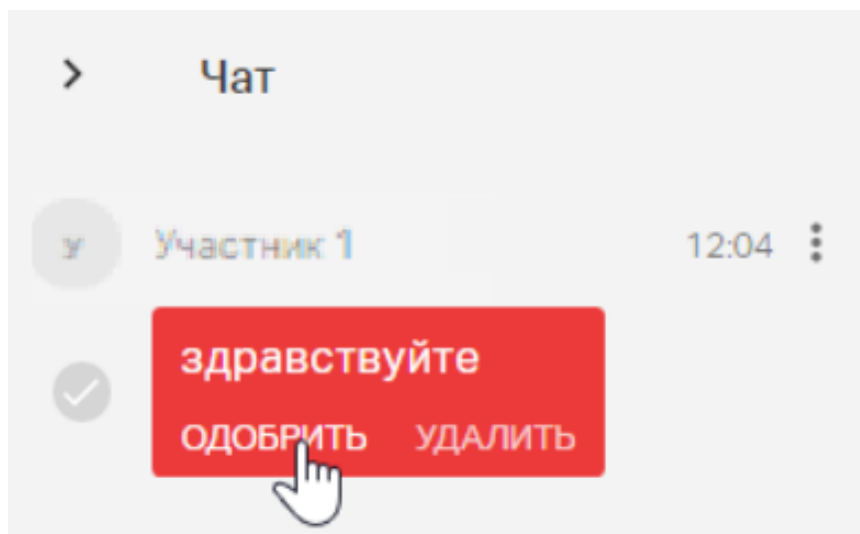 Чат
У
Участник 1 12:04
здравствуйте
ОДОБРИТЬ УДАЛИТЬ